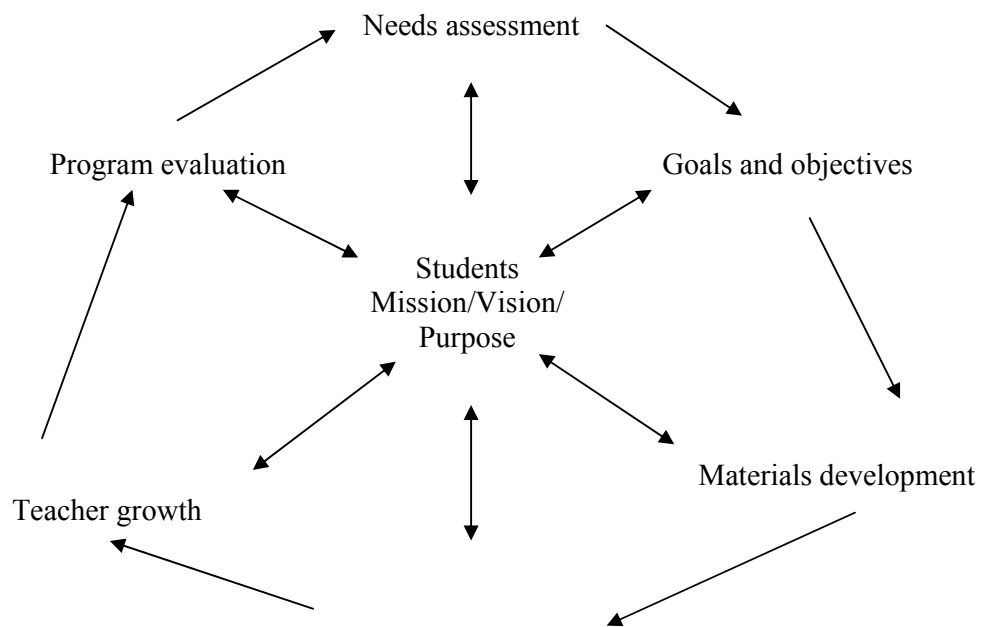 Needs assessment
Program evaluation
Goals and objectives
Students
Mission/Vision/
Purpose
Materials development
Teacher growth